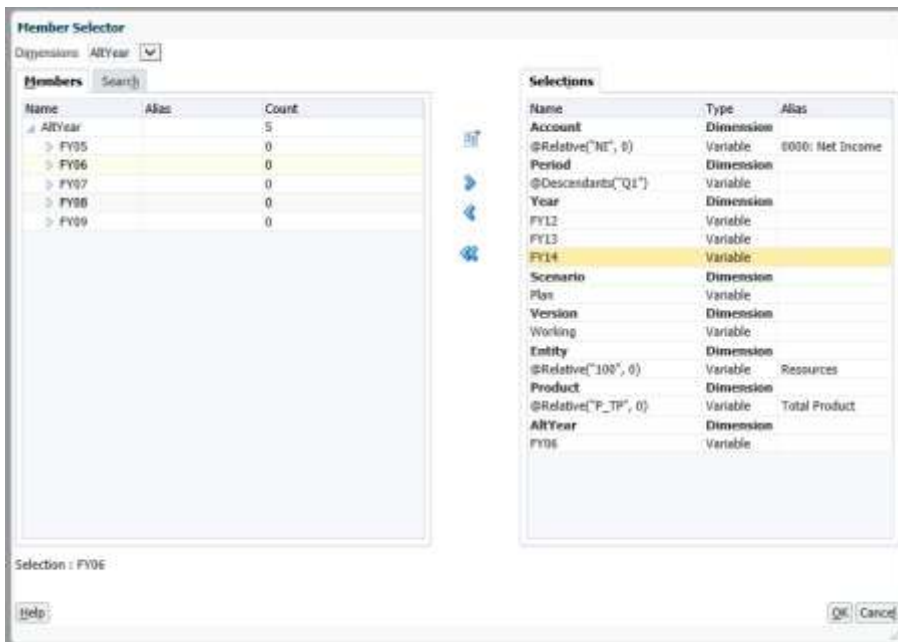 Member Selector
Dimensions AltYear
Members Search
Name Alias Count
AltYear 5
FY05 0
FY06 0
FY07 0
FY08 0
FY09 0
Selections
Name Type Alias
Account Dimension
@Relative("NI", 0) Variable 0000: Net Income
Period Dimension
@Descendants("Q1") Variable
Year Dimension
FY12 Variable
FY13 Variable
FY14 Variable
Scenario Dimension
Plan Variable
Version Dimension
Working Variable
Entity Dimension
@Relative("100", 0) Variable Resources
Product Dimension
@Relative("P_TP", 0) Variable Total Product
AltYear Dimension
FY06 Variable
Selection : FY06
Help OK Cancel